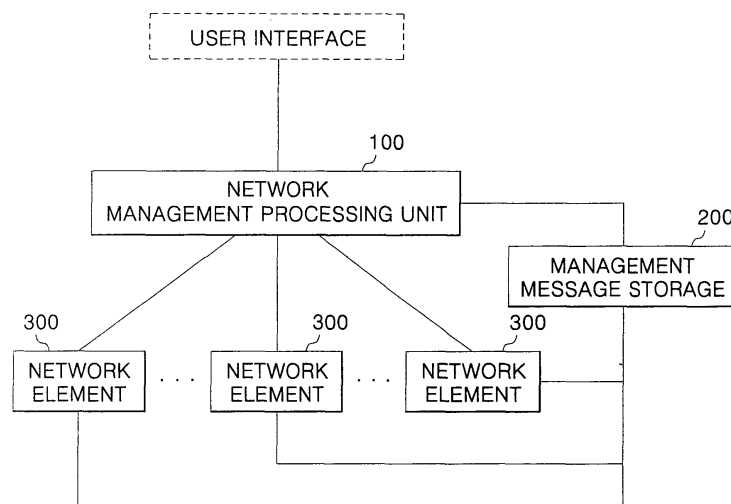 USER INTERFACE
100
NETWORK
MANAGEMENT PROCESSING UNIT
200
MANAGEMENT
MESSAGE STORAGE
300
NETWORK
ELEMENT
. . .
300
NETWORK
ELEMENT
. . .
300
NETWORK
ELEMENT